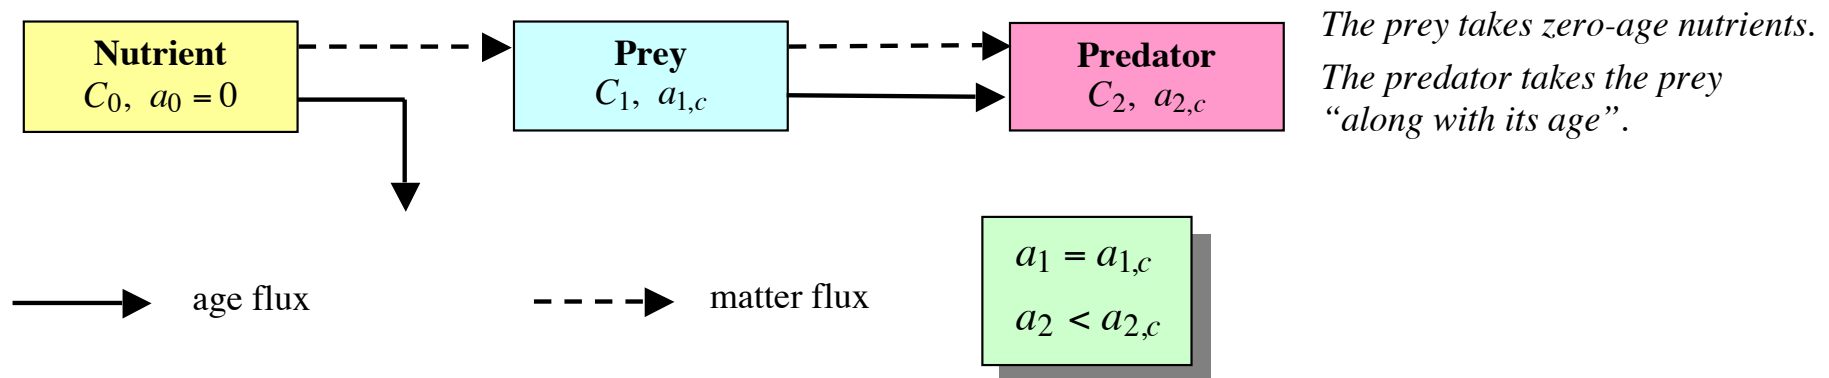 Nutrient
C0, a0 = 0
Prey
C1, a1,c
Predator
C2, a2,c
The prey takes zero-age nutrients.
The predator takes the prey
“along with its age”.
age flux
matter flux
a1 = a1,c
a2 < a2,c